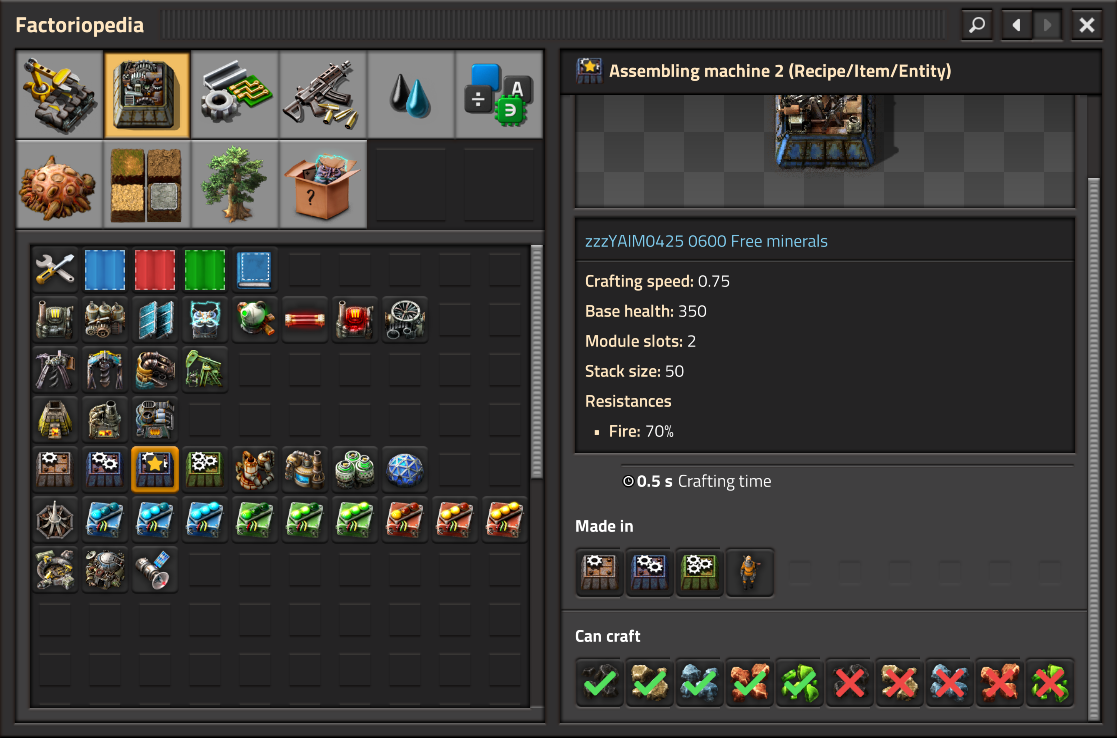 Factoriopedia
Assembling machine 2 (Recipe/Item/Entity)
zzzYAIM0425 0600 Free minerals
Crafting speed: 0.75
Base health: 350
Module slots: 2
Stack size: 50
Resistances
▪ Fire: 70%
0.5 s Crafting time
Made in
Can craft